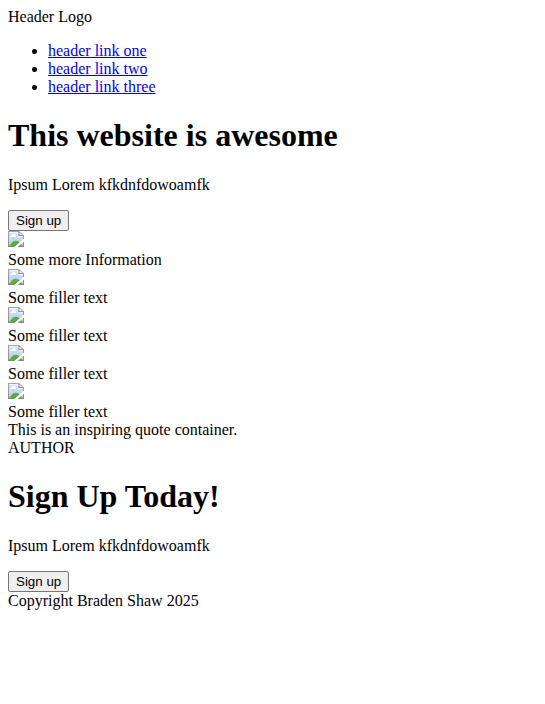 Header Logo
header link one
header link two
header link three
This website is awesome
Ipsum Lorem kfkdnfdowoamfk
Sign up
Some more Information
Some filler text
Some filler text
Some filler text
Some filler text
This is an inspiring quote container.
AUTHOR
Sign Up Today!
Ipsum Lorem kfkdnfdowoamfk
Sign up
Copyright Braden Shaw 2025